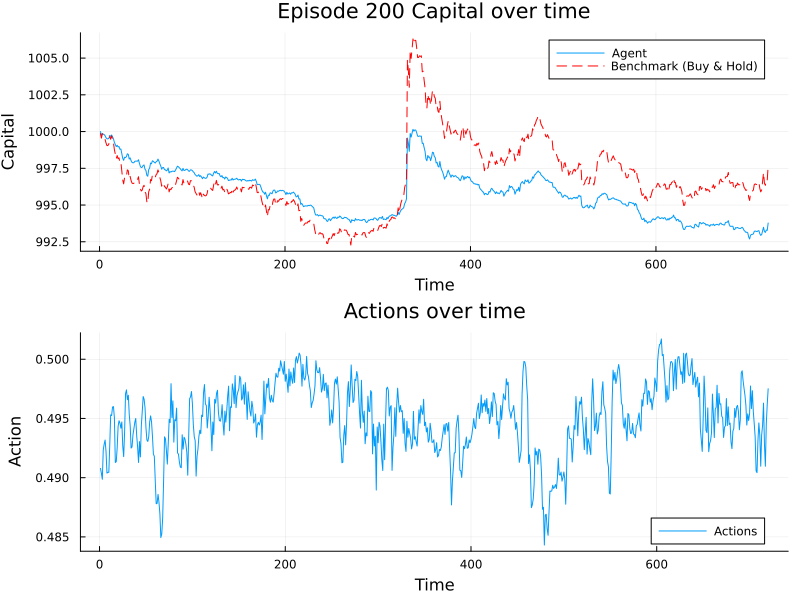 Episode 200 Capital over time
Capital
1005.0
1002.5
1000.0
997.5
995.0
992.5
Agent
Benchmark (Buy & Hold)
0
200
400
600
Time
Actions over time
Action
0.500
0.495
0.490
0.485
Actions
0
200
400
600
Time